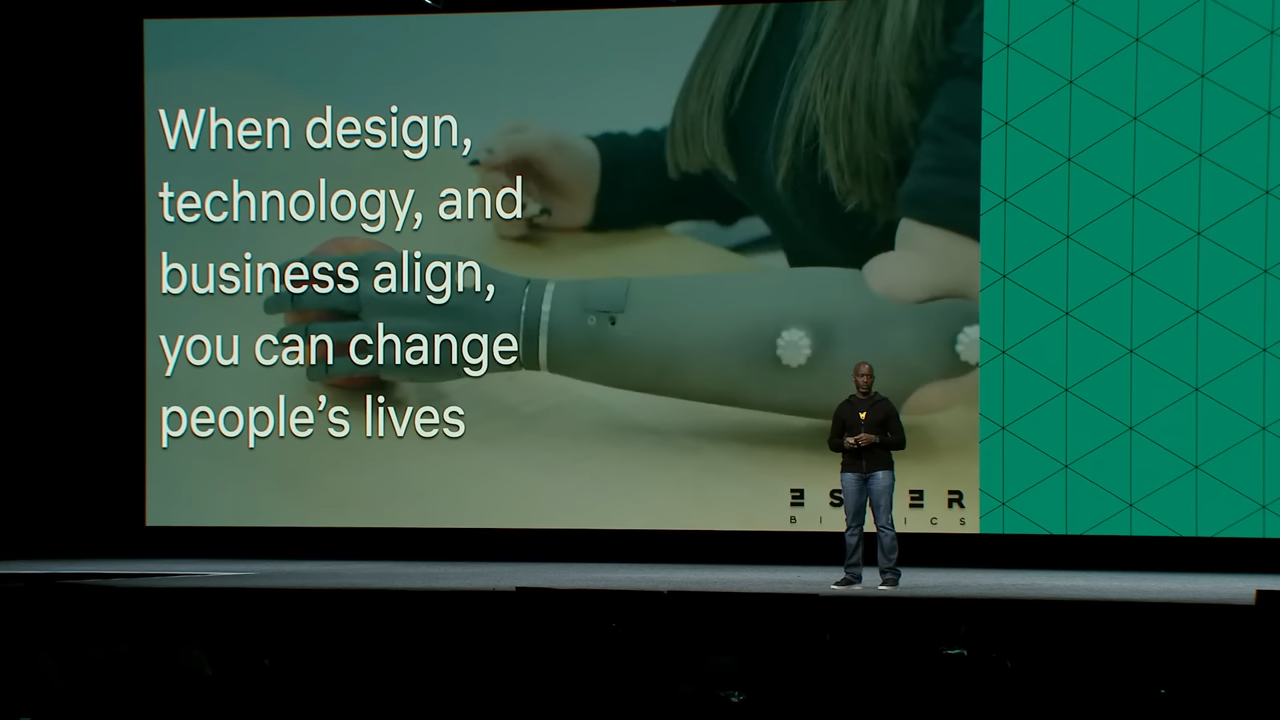 When design,
technology, and
business align,
you can change
people’s lives